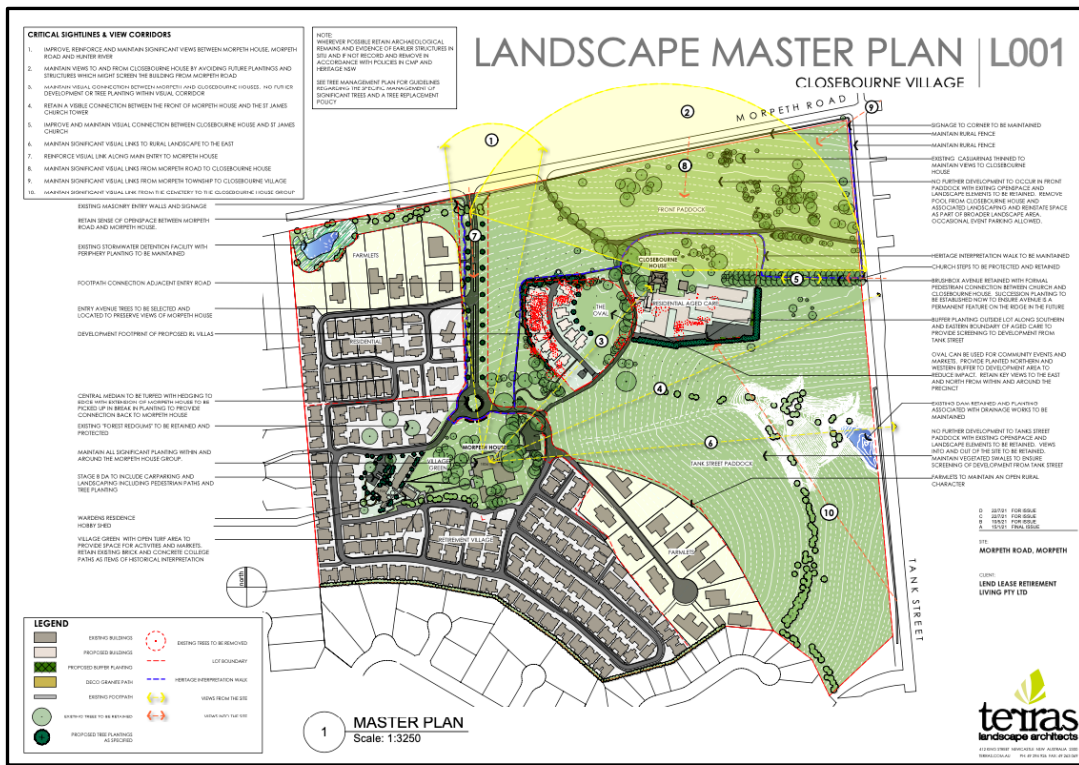 LANDSCAPE MASTER PLAN | L001
CLOSEBOURNE VILLAGE
CRITICAL SIGHTLINES & VIEW CORRIDORS
1. IMPROVE, REINFORCE AND MAINTAIN SIGNIFICANT VIEWS BETWEEN MORPETH HOUSE, MORPETH
ROAD AND HUNTER RIVER
2. MAINTAIN VIEWS TO AND FROM CLOSEBOURNE HOUSE BY AVOIDING FUTURE PLANTINGS AND
STRUCTURES WHICH MIGHT SCREEN THE BUILDING FROM MORPETH ROAD
3. MAINTAIN VISUAL CONNECTION BETWEEN MORPETH AND CLOSEBOURNE HOUSES. NO FUTHER
DEVELOPMENT OR TREE PLANTING WITHIN VISUAL CORRIDOR
4. RETAIN A VISIBLE CONNECTION BETWEEN THE FRONT OF MORPETH HOUSE AND THE ST JAMES
CHURCH TOWER
5. IMPROVE AND MAINTAIN VISUAL CONNECTION BETWEEN CLOSEBOURNE HOUSE AND ST JAMES
CHURCH
6. MAINTAIN SIGNIFICANT VISUAL LINKS TO RURAL LANDSCAPE TO THE EAST
7. REINFORCE VISUAL LINK ALONG MAIN ENTRY TO MORPETH HOUSE
8. MAINTAIN SIGNIFICANT VISUAL LINKS FROM MORPETH ROAD TO CLOSEBOURNE HOUSE
9. MAINTAIN SIGNIFICANT VISUAL LINKS FROM MORPETH TOWNSHIP TO CLOSEBOURNE VILLAGE
10. MAINTAIN SIGNIFICANT VISUAL LINK FROM THE CEMETERY TO THE CLOSEBOURNE HOUSE GROUP
NOTE:
WHEREVER POSSIBLE RETAIN ARCHAEOLOGICAL
REMAINS AND EVIDENCE OF EARLIER STRUCTURES IN
SITU AND IF NOT RECORD AND REMOVE IN
ACCORDANCE WITH POLICIES IN CMP AND
HERITAGE NSW
SEE TREE MANAGEMENT PLAN FOR GUIDELINES
REGARDING THE SPECIFIC MANAGEMENT OF
SIGNIFICANT TREES AND A TREE REPLACEMENT
POLICY
EXISTING MASONRY ENTRY WALLS AND SIGNAGE
RETAIN SENSE OF OPENSPACE BETWEEN MORPETH
ROAD AND MORPETH HOUSE.
EXISTING STORMWATER DETENTION FACILITY WITH
PERIPHERY PLANTING TO BE MAINTAINED
FOOTPATH CONNECTION ADJACENT ENTRY ROAD
ENTRY AVENUE TREES TO BE SELECTED AND
LOCATED TO PRESERVE VIEWS OF MORPETH HOUSE
DEVELOPMENT FOOTPRINT OF PROPOSED RL VILLAS
CENTRAL MEDIAN TO BE TURFED WITH HEDGING TO
EDGE WITH EXTENSION OF MORPETH HOUSE TO BE
PICKED UP IN BREAK IN PLANTING TO PROVIDE
CONNECTION BACK TO MORPETH HOUSE
EXISTING 'FOREST REDGUMS' TO BE RETAINED AND
PROTECTED
MAINTAIN ALL SIGNIFICANT PLANTING WITHIN AND
AROUND THE MORPETH HOUSE GROUP.
STAGE 8 DA TO INCLUDE CARPARKING AND
LANDSCAPING INCLUDING PEDESTRIAN PATHS AND
TREE PLANTING
WARDENS RESIDENCE
HOBBY SHED
VILLAGE GREEN WITH OPEN TURF AREA TO
PROVIDE SPACE FOR ACTIVITIES AND MARKETS.
RETAIN EXISTING BRICK AND CONCRETE COLLEGE
PATHS AS ITEMS OF HISTORICAL INTERPRETATION
MORPETH ROAD
1
2
8
9
7
5
3
4
6
10
FRONT PADDOCK
FARMLETS
CLOSEBOURNE
HOUSE
RESIDENTIAL AGED CARE
THE
OVAL
RESIDENTIAL
MORPETH HOUSE
VILLAGE
GREEN
TANK STREET PADDOCK
RETIREMENT VILLAGE
FARMLETS
TANK STREET
SIGNAGE TO CORNER TO BE MAINTAINED
MAINTAIN RURAL FENCE
MAINTAIN RURAL FENCE
EXISTING CASUARINAS THINNED TO
MAINTAIN VIEWS TO CLOSEBOURNE
HOUSE
NO FURTHER DEVELOPMENT TO OCCUR IN FRONT
PADDOCK WITH EXITING OPENSPACE AND
LANDSCAPE ELEMENTS TO BE RETAINED. REMOVE
POOL FROM CLOSEBOURNE HOUSE AND
ASSOCIATED LANDSCAPING AND REINSTATE SPACE
AS PART OF BROADER LANDSCAPE AREA.
OCCASIONAL EVENT PARKING ALLOWED.
HERITAGE INTERPRETATION WALK TO BE MAINTAINED
CHURCH STEPS TO BE PROTECTED AND RETAINED
BRUSHBOX AVENUE RETAINED WITH FORMAL
PEDESTRIAN CONNECTION BETWEEN CHURCH AND
CLOSEBOURNE HOUSE. SUCCESSION PLANTING TO
BE ESTABLISHED NOW TO ENSURE AVENUE IS A
PERMANENT FEATURE ON THE RIDGE IN THE FUTURE
BUFFER PLANTING OUTSIDE LOT ALONG SOUTHERN
AND EASTERN BOUNDARY OF AGED CARE TO
PROVIDE SCREENING TO DEVELOPMENT FROM
TANK STREET
OVAL CAN BE USED FOR COMMUNITY EVENTS AND
MARKETS. PROVIDE PLANTED NORTHERN AND
WESTERN BUFFER TO DEVELOPMENT AREA TO
REDUCE IMPACT. RETAIN KEY VIEWS TO THE EAST
AND NORTH FROM WITHIN AND AROUND THE
PRECINCT
EXISTING DAM RETAINED AND PLANTING
ASSOCIATED WITH DRAINAGE WORKS TO BE
MAINTAINED
NO FURTHER DEVELOPMENT TO TANKS STREET
PADDOCK WITH EXISTING OPENSPACE AND
LANDSCAPE ELEMENTS TO BE RETAINED. VIEWS
INTO AND OUT OF THE SITE TO BE RETAINED.
MAINTAIN VEGETATED SWALES TO ENSURE
SCREENING OF DEVELOPMENT FROM TANK STREET
FARMLETS TO MAINTAIN AN OPEN RURAL
CHARACTER
FOR ISSUE
FOR ISSUE
FOR ISSUE
FINAL ISSUE
SITE:
MORPETH ROAD, MORPETH
CLIENT:
LEND LEASE RETIREMENT
LIVING PTY LTD
north
LEGEND
EXISTING BUILDINGS
PROPOSED BUILDINGS
PROPOSED BUFFER PLANTING
DECO GRANITE PATH
EXISTING FOOTPATH
EXISTING TREES TO BE RETAINED
PROPOSED TREE PLANTINGS
AS SPECIFIED
EXISTING TREES TO BE REMOVED
LOT BOUNDARY
HERITAGE INTERPRETATION WALK
VIEWS FROM THE SITE
VIEWS INTO THE SITE
1
MASTER PLAN
Scale: 1:3250
terras
landscape architects